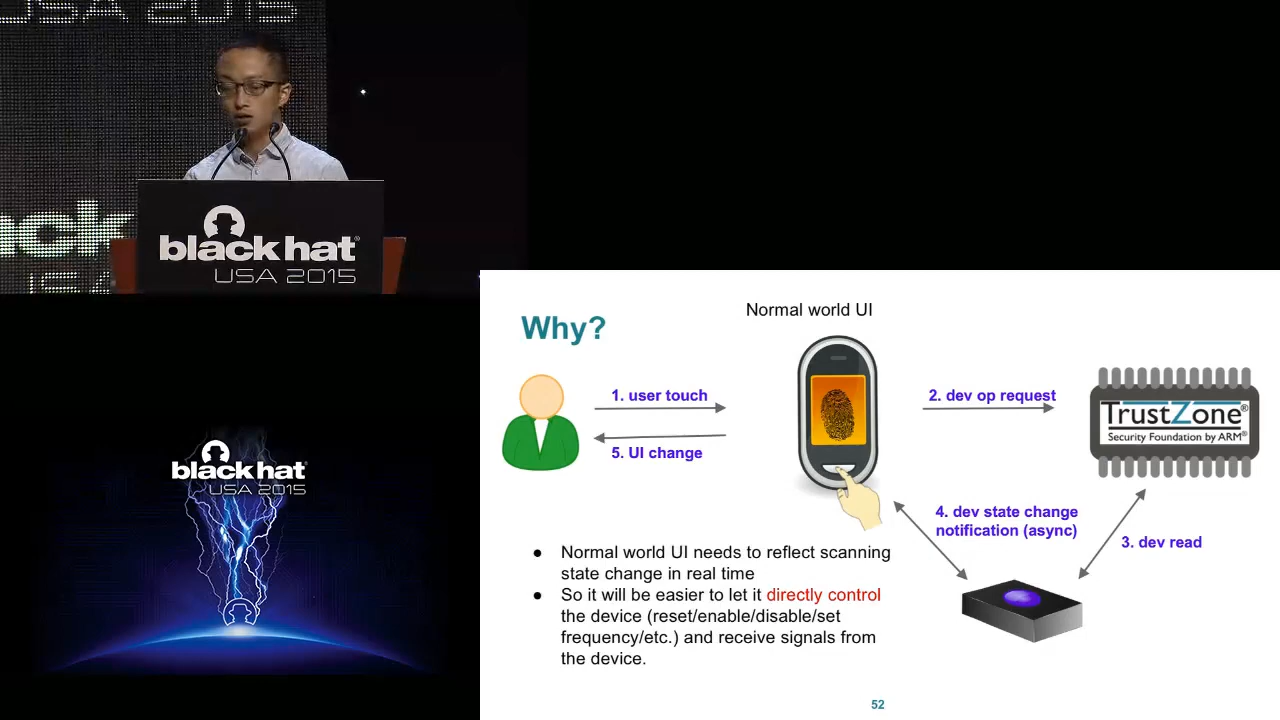 USA 2015
ack
black hat
USA 2015
black hat
USA 2015
Why?
Normal world UI
1. user touch
5. UI change
2. dev op request
TrustZone®
Security Foundation by ARM®
4. dev state change
notification (async)
3. dev read
● Normal world UI needs to reflect scanning
state change in real time
● So it will be easier to let it directly control
the device (reset/enable/disable/set
frequency/etc.) and receive signals from
the device.
52